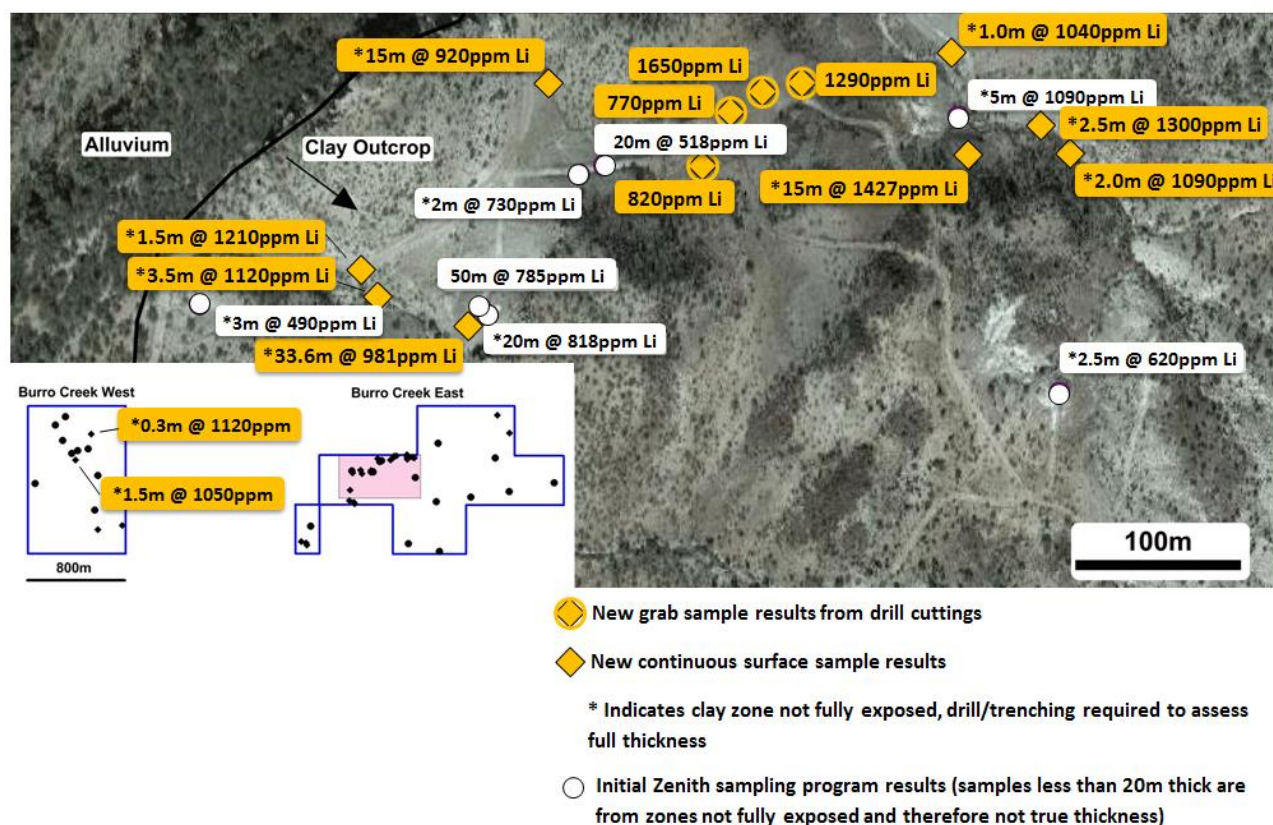 *1.0m @ 1040ppm Li
*15m @ 920ppm Li
1650ppm Li
1290ppm Li
770ppm Li
*5m @ 1090ppm Li
*2.5m @ 1300ppm Li
Alluvium
Clay Outcrop
20m @ 518ppm Li
*2.0m @ 1090ppm Li
*15m @ 1427ppm Li
820ppm Li
*2m @ 730ppm Li
*1.5m @ 1210ppm Li
*3.5m @ 1120ppm Li
50m @ 785ppm Li
*3m @ 490ppm Li
*20m @ 818ppm Li
*33.6m @ 981ppm Li
*2.5m @ 620ppm Li
Burro Creek West
Burro Creek East
*0.3m @ 1120ppm
*1.5m @ 1050ppm
800m
100m
New grab sample results from drill cuttings
New continuous surface sample results
* Indicates clay zone not fully exposed, drill/trenching required to assess
full thickness
Initial Zenith sampling program results (samples less than 20m thick are
from zones not fully exposed and therefore not true thickness)